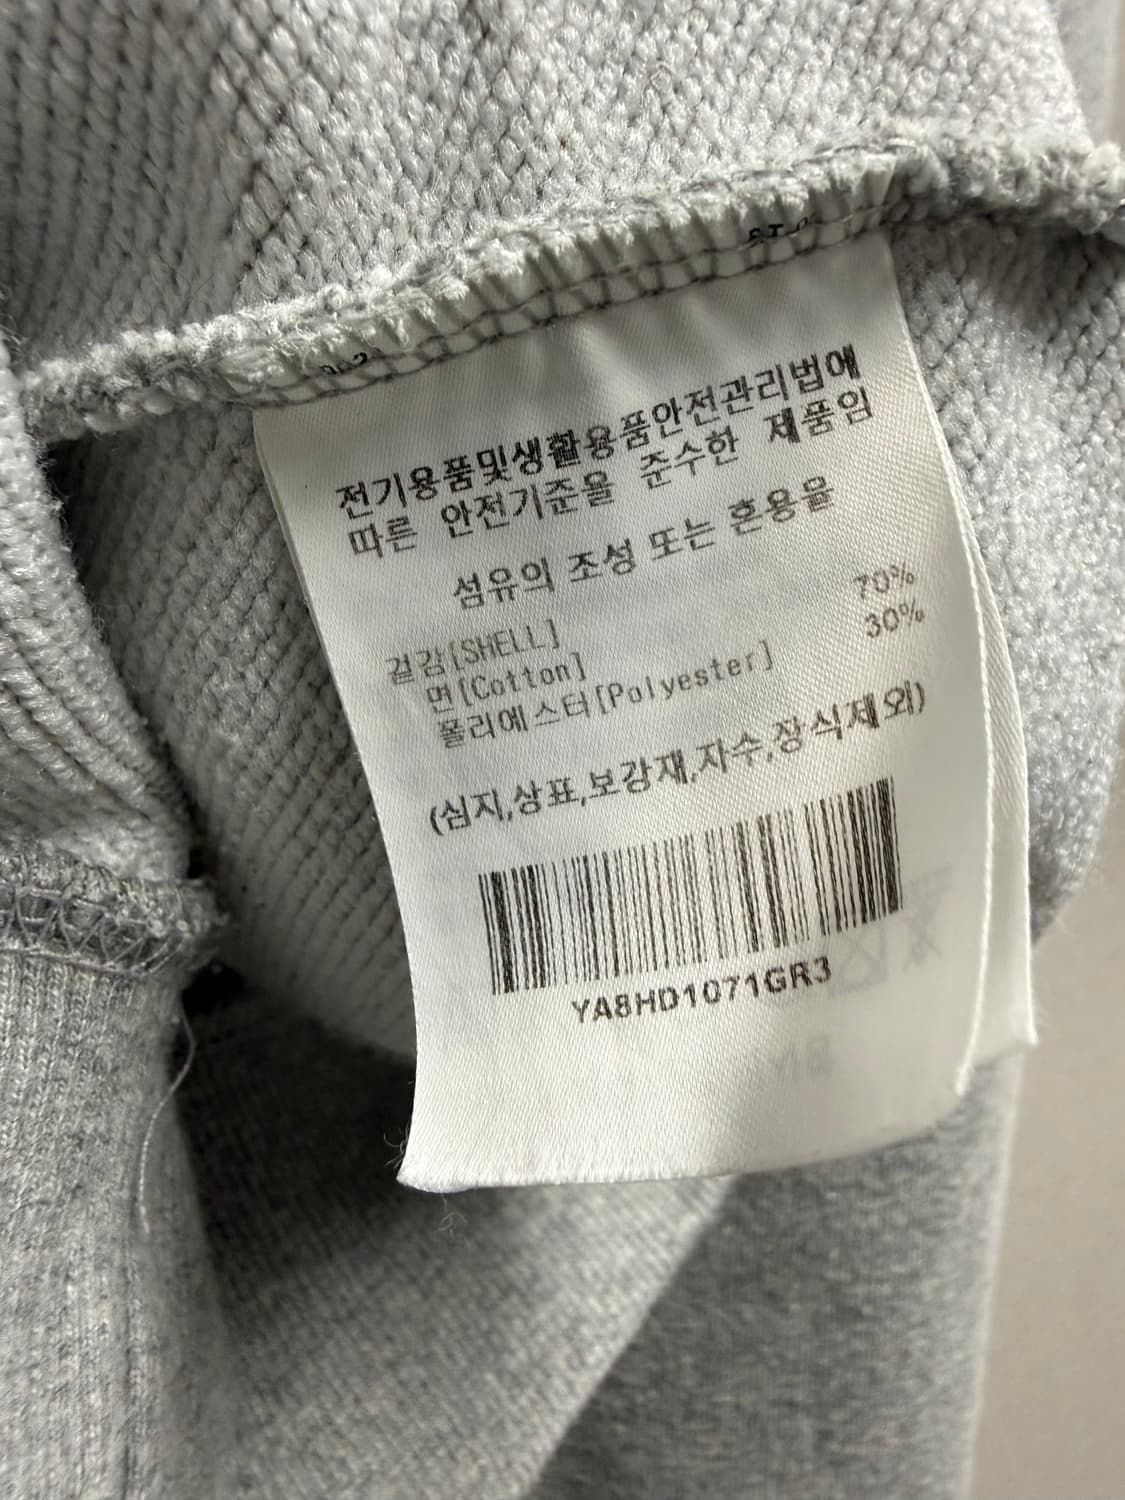 전기용품및생활용품안전관리법에
따른 안전기준을 준수한 제품임
섬유의 조성 또는 혼용율
겉감[SHELL]
면[Cotton] 70%
폴리에스터[Polyester] 30%
(심지,상표,보강재,자수,장식제외)
YA8HD1071GR3